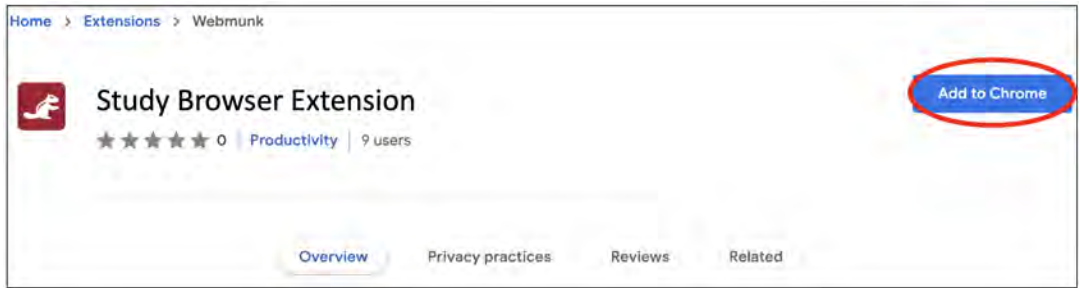 Home > Extensions > Webmunk
Study Browser Extension
Add to Chrome
0 | Productivity | 9 users
Overview Privacy practices Reviews Related